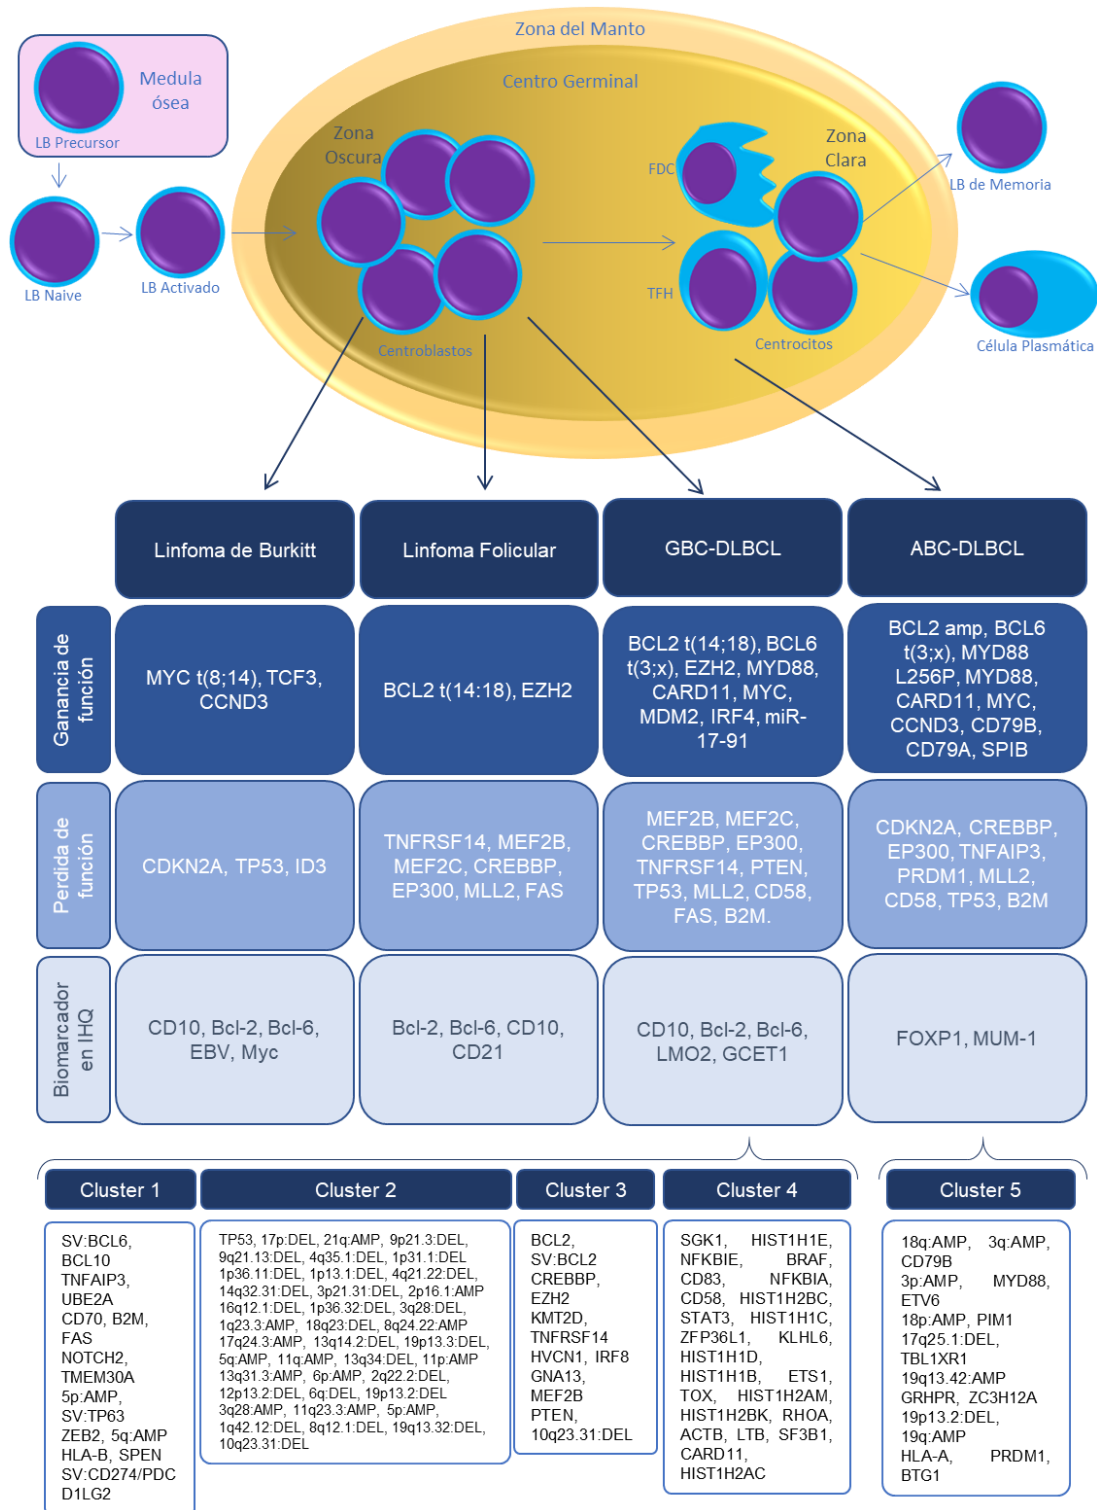 Zona del Manto
Centro Germinal
Medula
ósea
LB Precursor
Zona
Oscura
Zona
Clara
FDC
LB de Memoria
LB Naive
LB Activado
TFH
Centroblastos
Centrocitos
Célula Plasmática
Linfoma de Burkitt
Linfoma Folicular
GBC-DLBCL
ABC-DLBCL
Ganancia de
función
MYC t(8;14), TCF3,
CCND3
BCL2 t(14:18), EZH2
BCL2 t(14;18), BCL6
t(3;x), EZH2, MYD88,
CARD11, MYC,
MDM2, IRF4, miR-
17-91
BCL2 amp, BCL6
t(3;x), MYD88
L256P, MYD88,
CARD11, MYC,
CCND3, CD79B,
CD79A, SPIB
Perdida de
función
CDKN2A, TP53, ID3
TNFRSF14, MEF2B,
MEF2C, CREBBP,
EP300, MLL2, FAS
MEF2B, MEF2C,
CREBBP, EP300,
TNFRSF14, PTEN,
TP53, MLL2, CD58,
FAS, B2M.
CDKN2A, CREBBP,
EP300, TNFAIP3,
PRDM1, MLL2,
CD58, TP53, B2M
Biomarcador
en IHQ
CD10, Bcl-2, Bcl-6,
EBV, Myc
Bcl-2, Bcl-6, CD10,
CD21
CD10, Bcl-2, Bcl-6,
LMO2, GCET1
FOXP1, MUM-1
Cluster 1
SV:BCL6,
BCL10
TNFAIP3,
UBE2A
CD70, B2M,
FAS
NOTCH2,
TMEM30A
5p:AMP,
SV:TP63
ZEB2, 5q:AMP
HLA-B, SPEN
SV:CD274/PDC
D1LG2
Cluster 2
TP53, 17p:DEL, 21q:AMP, 9p21.3:DEL,
9q21.13:DEL, 4q35.1:DEL, 1p31.1:DEL
1p36.11:DEL, 1p13.1:DEL, 4q21.22:DEL,
14q32.31:DEL, 3p21.31:DEL, 2p16.1:AMP
16q12.1:DEL, 1p36.32:DEL, 3q28:DEL,
1q23.3:AMP, 18q23:DEL, 8q24.22:AMP
17q24.3:AMP, 13q14.2:DEL, 19p13.3:DEL,
5q:AMP, 11q:AMP, 13q34:DEL, 11p:AMP
13q31.3:AMP, 6p:AMP, 2q22.2:DEL,
12p13.2:DEL, 6q:DEL, 19p13.2:DEL
3q28:AMP, 11q23.3:AMP, 5p:AMP,
1q42.12:DEL, 8q12.1:DEL, 19q13.32:DEL,
10q23.31:DEL
Cluster 3
BCL2,
SV:BCL2
CREBBP,
EZH2
KMT2D,
TNFRSF14
HVCN1, IRF8
GNA13,
MEF2B
PTEN,
10q23.31:DEL
Cluster 4
SGK1, HIST1H1E,
NFKBIE, BRAF,
CD83, NFKBIA,
CD58, HIST1H2BC,
STAT3, HIST1H1C,
ZFP36L1, KLHL6,
HIST1H1D,
HIST1H1B, ETS1,
TOX, HIST1H2AM,
HIST1H2BK, RHOA,
ACTB, LTB, SF3B1,
CARD11,
HIST1H2AC
Cluster 5
18q:AMP, 3q:AMP,
CD79B
3p:AMP, MYD88,
ETV6
18p:AMP, PIM1
17q25.1:DEL,
TBL1XR1
19q13.42:AMP
GRHPR, ZC3H12A
19p13.2:DEL,
19q:AMP
HLA-A, PRDM1,
BTG1